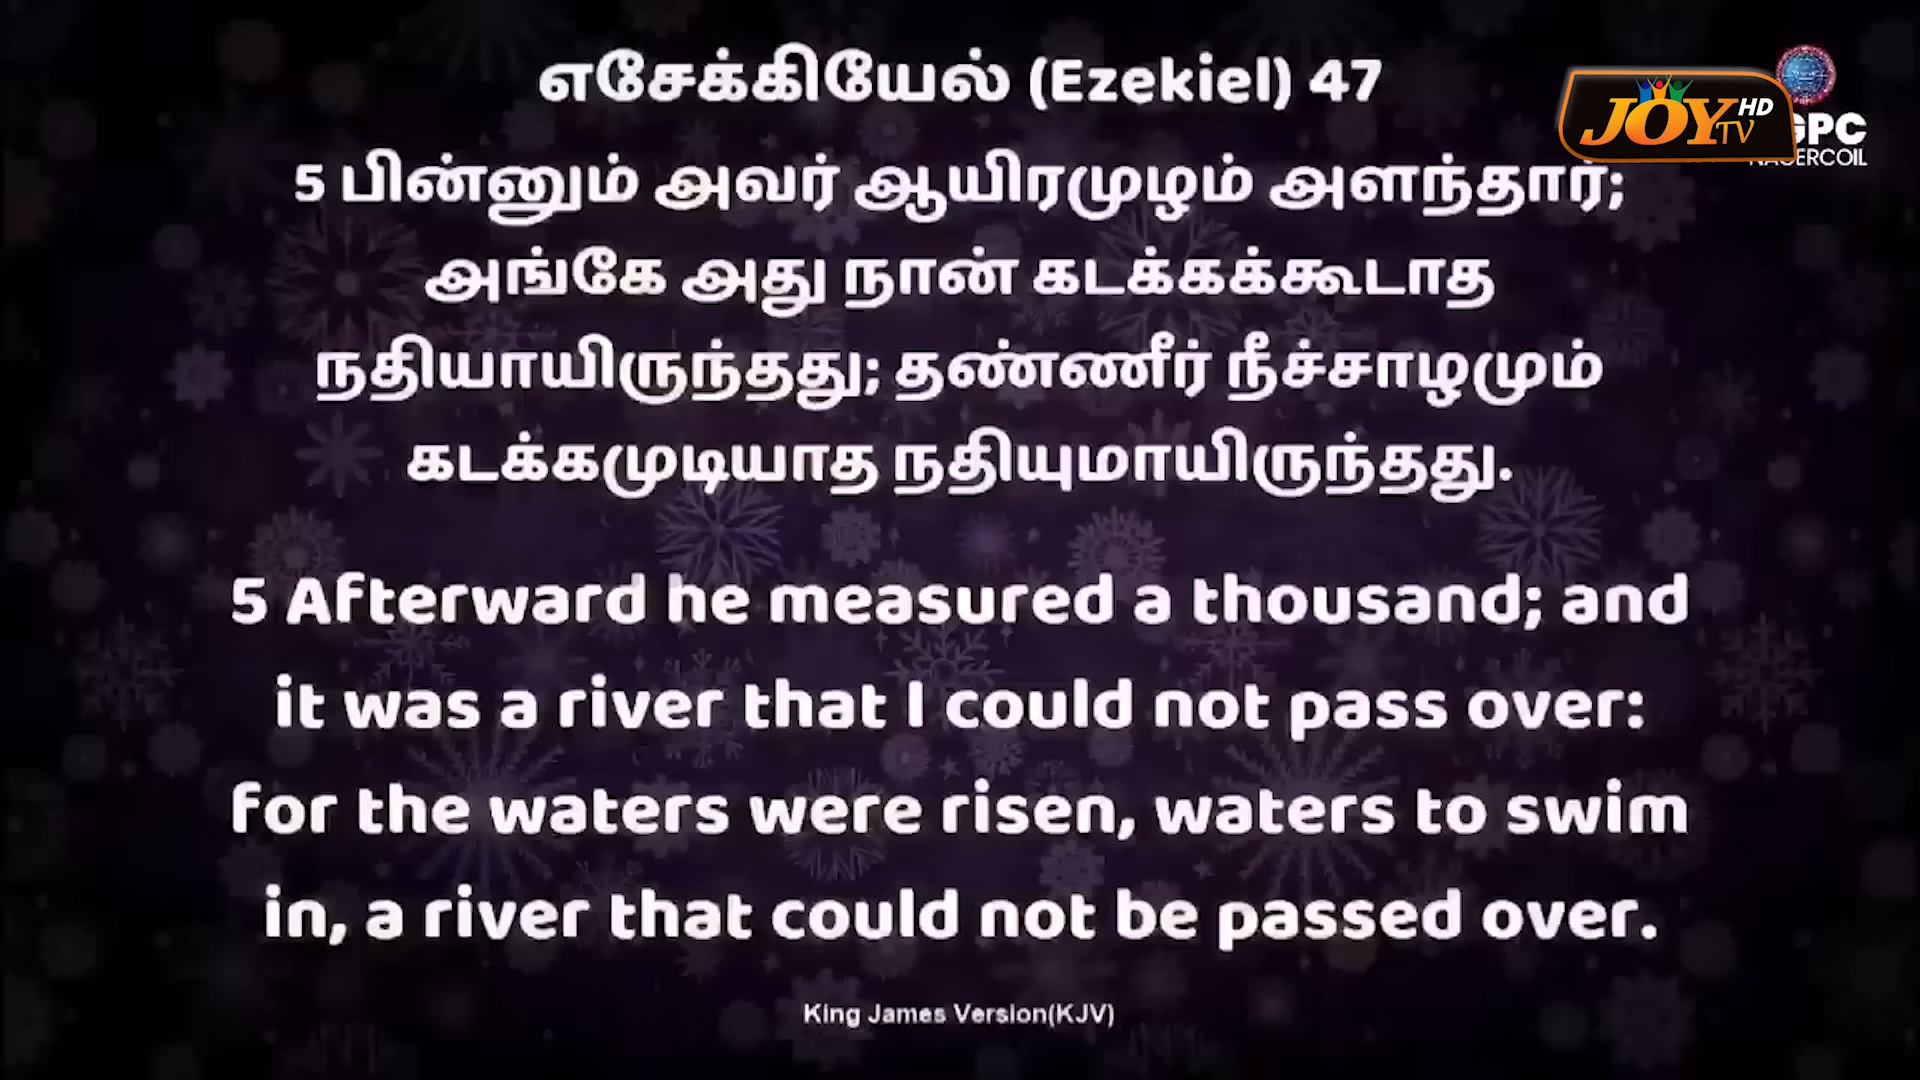 எசேக்கியேல் (Ezekiel) 47
JOY TV HD
GPC
NAGERCOIL
5 பின்னும் அவர் ஆயிரமுழம் அளந்தார்;
அங்கே அது நான் கடக்கக்கூடாத
நதியாயிருந்தது; தண்ணீர் நீச்சாழமும்
கடக்கமுடியாத நதியுமாயிருந்தது.
5 Afterward he measured a thousand; and
it was a river that I could not pass over:
for the waters were risen, waters to swim
in, a river that could not be passed over.
King James Version(KJV)